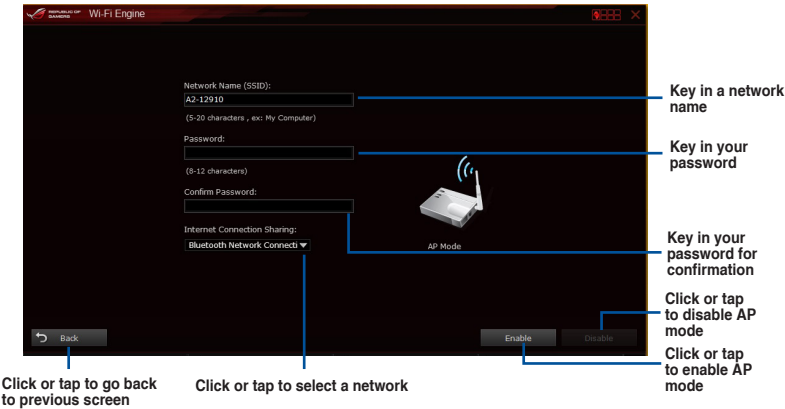 REPUBLIC OF
GAMERS
Wi-Fi Engine
Network Name (SSID):
A2-12910
(5-20 characters , ex: My Computer)
Password:
(8-12 characters)
Confirm Password:
Internet Connection Sharing:
Bluetooth Network Connecti
AP Mode
Back
Enable
Disable
Key in a network
name
Key in your
password
Key in your
password for
confirmation
Click or tap
to disable AP
mode
Click or tap
to enable AP
mode
Click or tap to go back
to previous screen
Click or tap to select a network